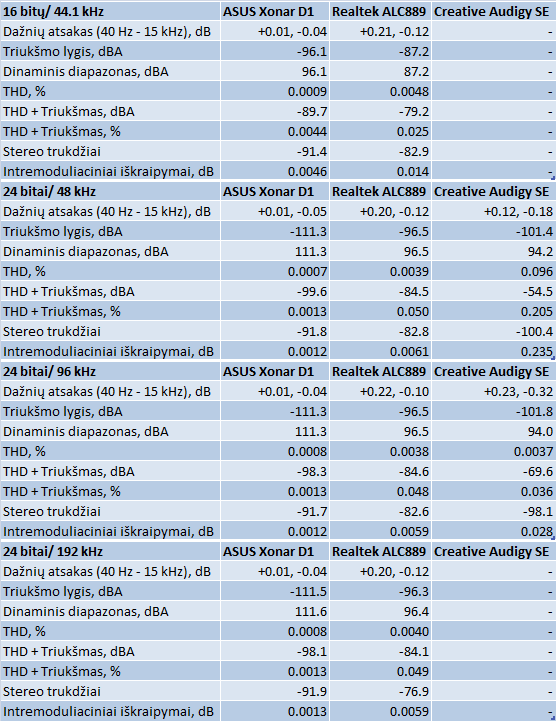 16 bitų/ 44.1 kHz ASUS Xonar D1 Realtek ALC889 Creative Audigy SE
Dažnių atsakas (40 Hz - 15 kHz), dB +0.01, -0.04 +0.21, -0.12 -
Triukšmo lygis, dBA -96.1 -87.2 -
Dinaminis diapazonas, dBA 96.1 87.2 -
THD, % 0.0009 0.0048 -
THD + Triukšmas, dBA -89.7 -79.2 -
THD + Triukšmas, % 0.0044 0.025 -
Stereo trukdžiai -91.4 -82.9 -
Intremoduliaciniai iškraipymai, dB 0.0046 0.014 -
24 bitai/ 48 kHz ASUS Xonar D1 Realtek ALC889 Creative Audigy SE
Dažnių atsakas (40 Hz - 15 kHz), dB +0.01, -0.05 +0.20, -0.12 +0.12, -0.18
Triukšmo lygis, dBA -111.3 -96.5 -101.4
Dinaminis diapazonas, dBA 111.3 96.5 94.2
THD, % 0.0007 0.0039 0.096
THD + Triukšmas, dBA -99.6 -84.5 -54.5
THD + Triukšmas, % 0.0013 0.050 0.205
Stereo trukdžiai -91.8 -82.8 -100.4
Intremoduliaciniai iškraipymai, dB 0.0012 0.0061 0.235
24 bitai/ 96 kHz ASUS Xonar D1 Realtek ALC889 Creative Audigy SE
Dažnių atsakas (40 Hz - 15 kHz), dB +0.01, -0.04 +0.22, -0.10 +0.23, -0.32
Triukšmo lygis, dBA -111.3 -96.5 -101.8
Dinaminis diapazonas, dBA 111.3 96.5 94.0
THD, % 0.0008 0.0038 0.0037
THD + Triukšmas, dBA -98.3 -84.6 -69.6
THD + Triukšmas, % 0.0013 0.048 0.036
Stereo trukdžiai -91.7 -82.6 -98.1
Intremoduliaciniai iškraipymai, dB 0.0012 0.0059 0.028
24 bitai/ 192 kHz ASUS Xonar D1 Realtek ALC889 Creative Audigy SE
Dažnių atsakas (40 Hz - 15 kHz), dB +0.01, -0.04 +0.20, -0.12 -
Triukšmo lygis, dBA -111.5 -96.3 -
Dinaminis diapazonas, dBA 111.6 96.4 -
THD, % 0.0008 0.0040 -
THD + Triukšmas, dBA -98.1 -84.1 -
THD + Triukšmas, % 0.0013 0.049 -
Stereo trukdžiai -91.9 -76.9 -
Intremoduliaciniai iškraipymai, dB 0.0013 0.0059 -